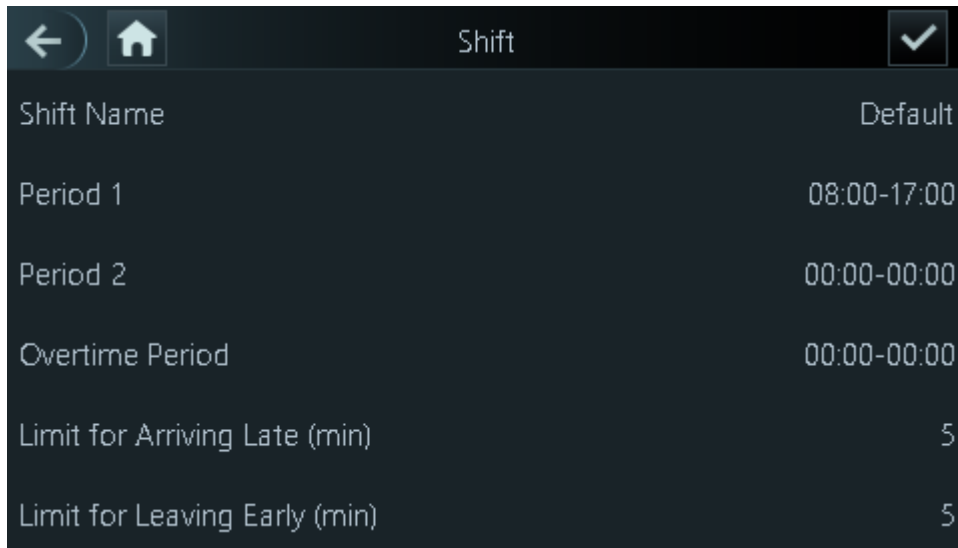 Shift
Shift Name Default
Period 1 08:00-17:00
Period 2 00:00-00:00
Overtime Period 00:00-00:00
Limit for Arriving Late (min) 5
Limit for Leaving Early (min) 5